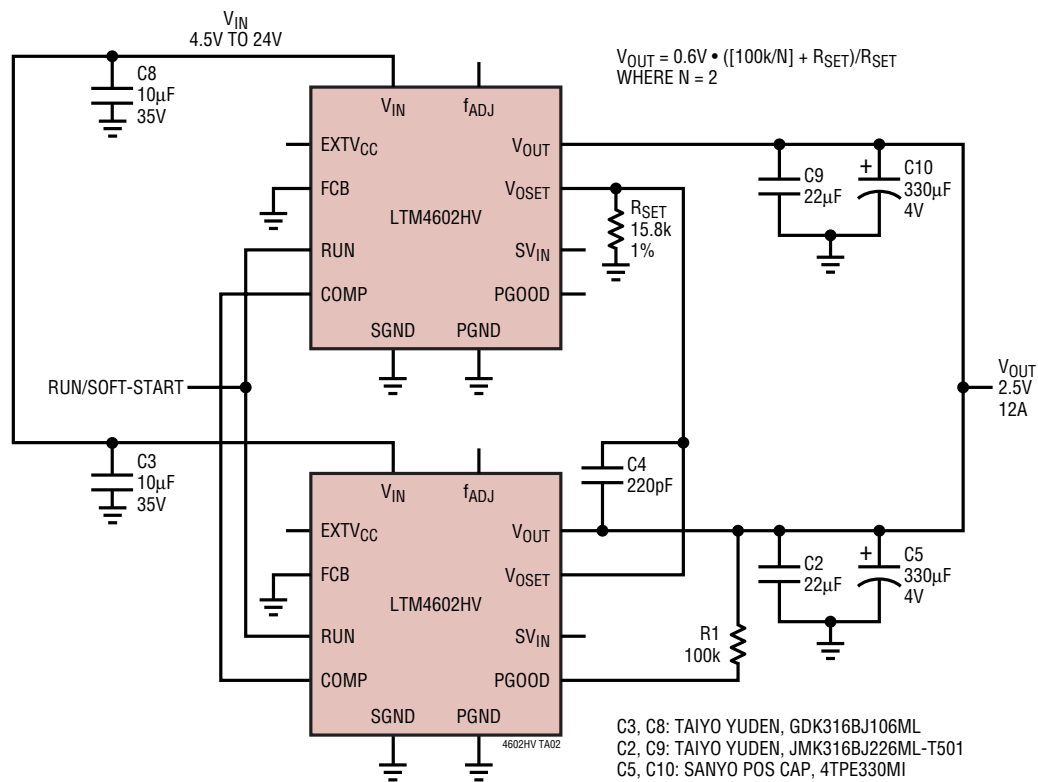 V_IN
4.5V TO 24V
C8
10µF
35V
V_OUT = 0.6V • ([100k/N] + R_SET)/R_SET
WHERE N = 2
V_IN
f_ADJ
EXTV_CC
V_OUT
FCB
V_OSET
LTM4602HV
RUN
SV_IN
COMP
PGOOD
SGND
PGND
R_SET
15.8k
1%
C9
22µF
+
C10
330µF
4V
RUN/SOFT-START
V_OUT
2.5V
12A
C3
10µF
35V
C4
220pF
V_IN
f_ADJ
EXTV_CC
V_OUT
FCB
V_OSET
LTM4602HV
RUN
SV_IN
COMP
PGOOD
SGND
PGND
C2
22µF
+
C5
330µF
4V
R1
100k
4602HV TA02
C3, C8: TAIYO YUDEN, GDK316BJ106ML
C2, C9: TAIYO YUDEN, JMK316BJ226ML-T501
C5, C10: SANYO POS CAP, 4TPE330MI